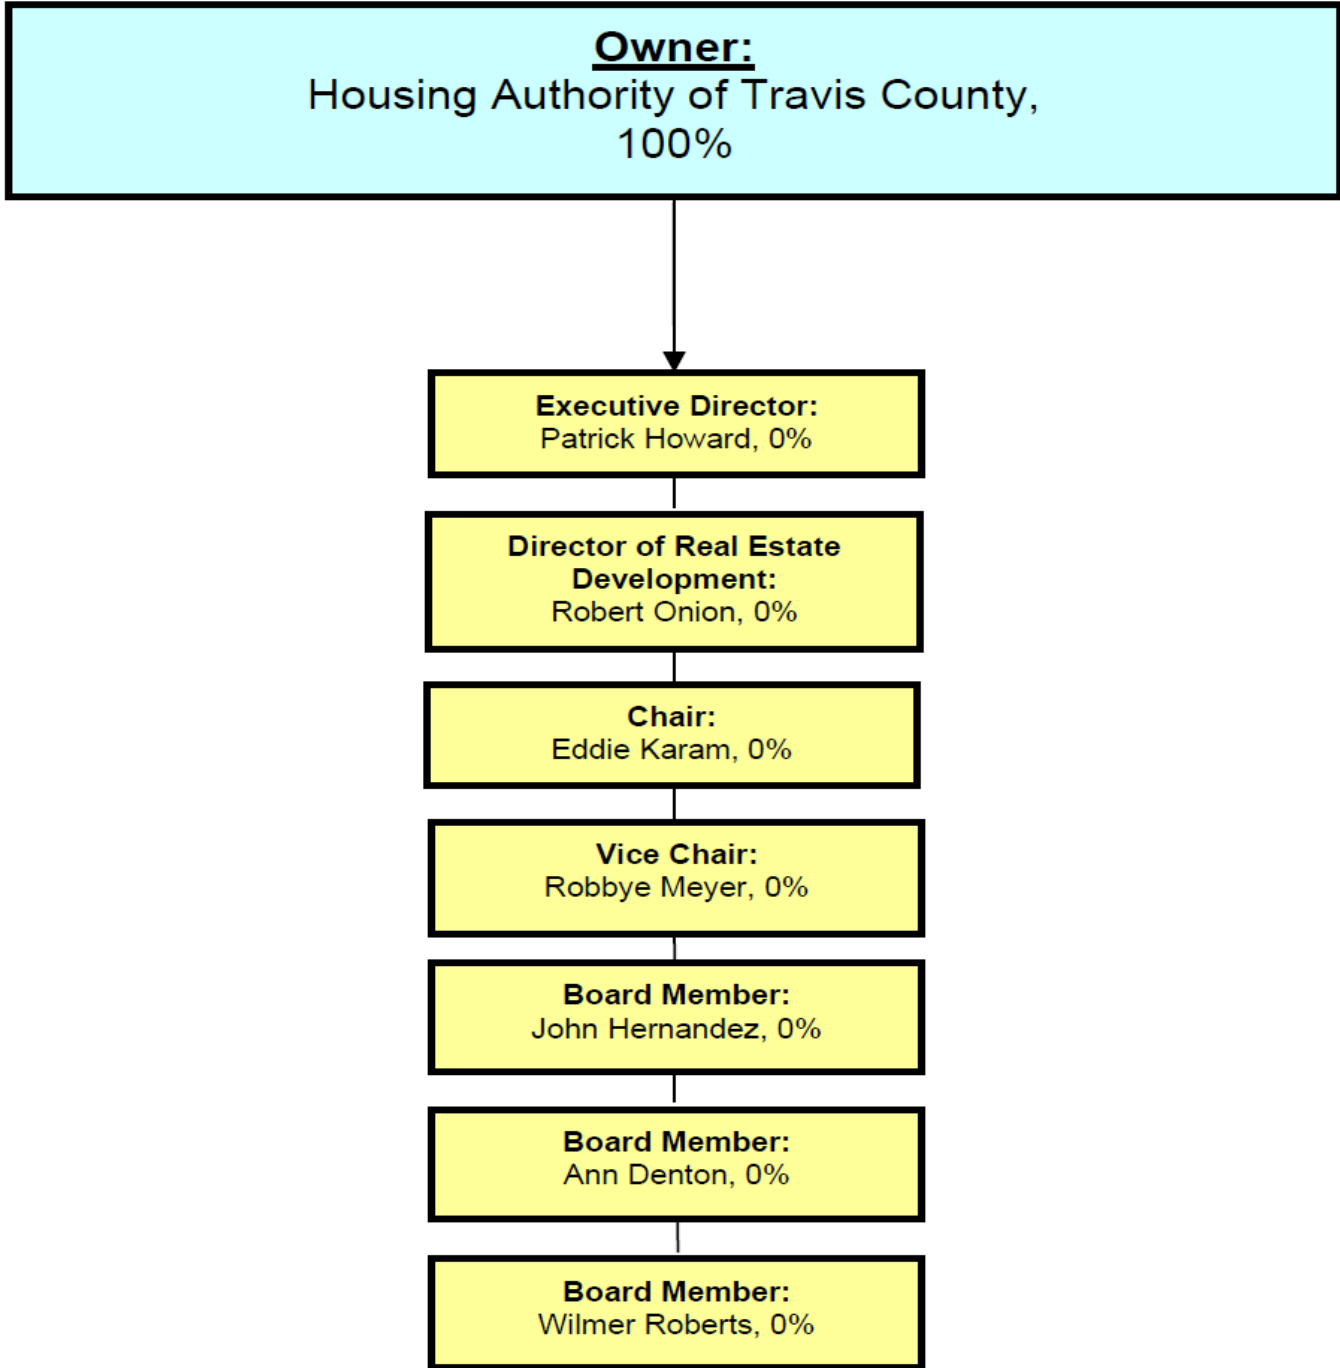 Owner:
Housing Authority of Travis County,
100%
Executive Director:
Patrick Howard, 0%
Director of Real Estate
Development:
Robert Onion, 0%
Chair:
Eddie Karam, 0%
Vice Chair:
Robbye Meyer, 0%
Board Member:
John Hernandez, 0%
Board Member:
Ann Denton, 0%
Board Member:
Wilmer Roberts, 0%